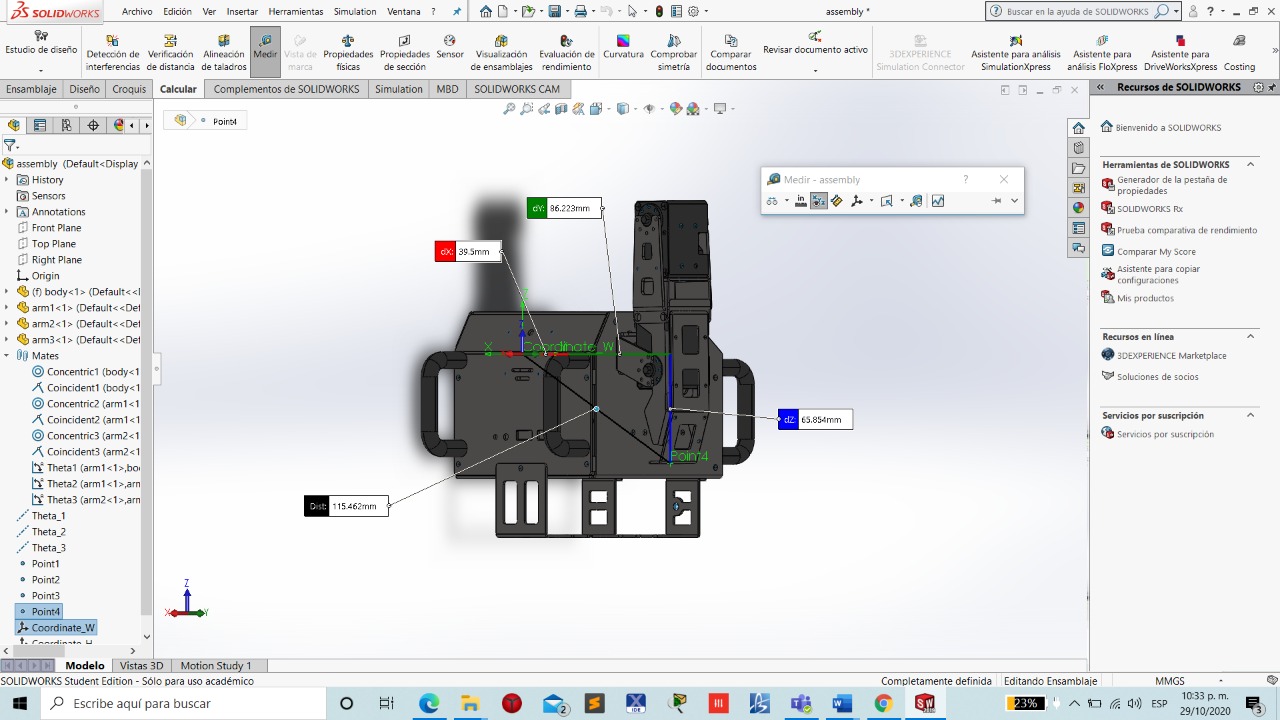 SOLIDWORKS
Archivo Edición Ver Insertar Herramientas Simulation Ventana ?
assembly *
Buscar en la ayuda de SOLIDWORKS
Estudio de diseño
Detección de interferencias
Verificación de distancia
Alineación de taladros
Medir
Vista de marca
Propiedades físicas
Propiedades de sección
Sensor
Visualización de ensamblajes
Evaluación de rendimiento
Curvatura
Comprobar simetría
Comparar documentos
Revisar documento activo
3DEXPERIENCE Simulation Connector
Asistente para análisis SimulationXpress
Asistente para análisis FloXpress
Asistente para DriveWorksXpress
Costing
Ensamblaje Diseño Croquis Calcular Complementos de SOLIDWORKS Simulation MBD SOLIDWORKS CAM
Point4
assembly (Default<Display
History
Sensors
Annotations
Front Plane
Top Plane
Right Plane
Origin
(f) body<1> (Default<<Def
arm1<1> (Default<<De
arm2<1> (Default<<De
arm3<1> (Default<<De
Mates
Concentric1 (body<1
Coincident1 (body<1
Concentric2 (arm1<1
Coincident2 (arm1<1
Concentric3 (arm2<1
Coincident3 (arm2<1
Theta1 (arm1<1>,bo
Theta2 (arm1<1>,arn
Theta3 (arm2<1>,arn
Theta_1
Theta_2
Theta_3
Point1
Point2
Point3
Point4
Coordinate_W
dY: 96.223mm
dX: 39.5mm
X
Coordinate_W
dZ: 65.854mm
Point4
Dist: 115.462mm
Z
X
Y
Medir - assembly
?
in
Recursos de SOLIDWORKS
Bienvenido a SOLIDWORKS
Herramientas de SOLIDWORKS
Generador de la pestaña de propiedades
SOLIDWORKS Rx
Prueba comparativa de rendimiento
Comparar My Score
Asistente para copiar configuraciones
Mis productos
Recursos en línea
3DEXPERIENCE Marketplace
Soluciones de socios
Servicios por suscripción
Servicios por suscripción
Modelo Vistas 3D Motion Study 1
SOLIDWORKS Student Edition - Sólo para uso académico
Completamente definida Editando Ensamblaje MMGS
Escribe aquí para buscar
23%
ESP
10:33 p. m.
29/10/2020